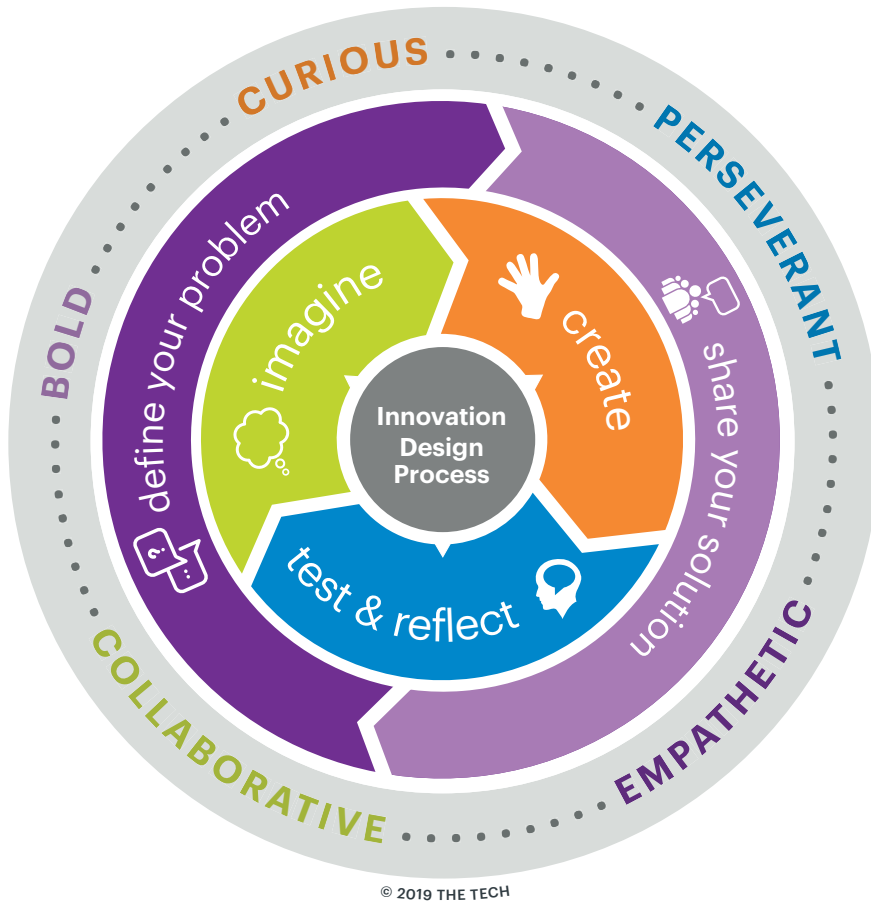 CURIOUS
PERSEVERANT
EMPATHETIC
COLLABORATIVE
BOLD
define your problem
share your solution
imagine
create
test & reflect
Innovation
Design
Process
© 2019 THE TECH